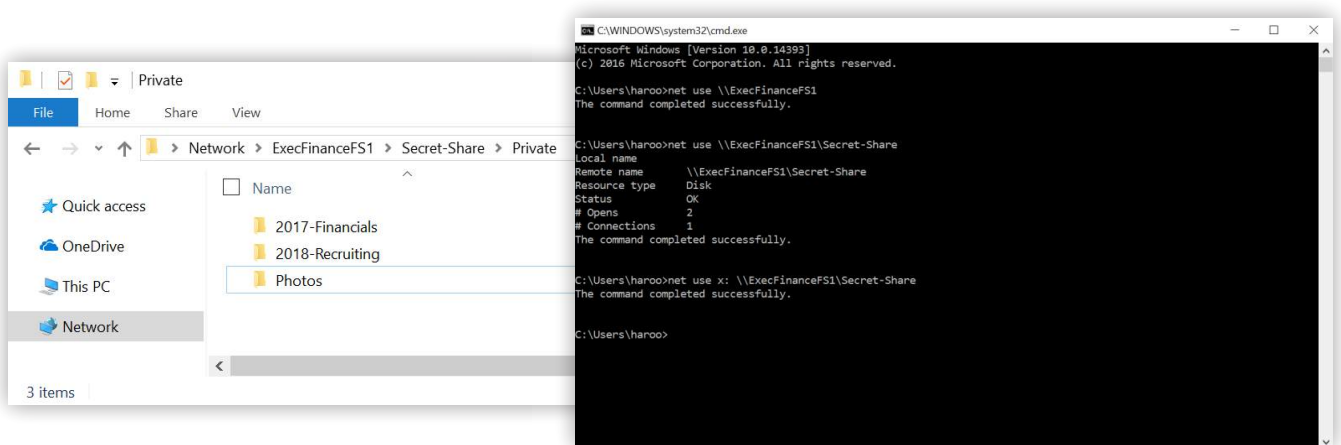 Private
File Home Share View
Network > ExecFinanceFS1 > Secret-Share > Private
Name
Quick access
OneDrive
This PC
Network
2017-Financials
2018-Recruiting
Photos
3 items
C:\WINDOWS\system32\cmd.exe
Microsoft Windows [Version 10.0.14393]
(c) 2016 Microsoft Corporation. All rights reserved.
C:\Users\haroo>net use \\ExecFinanceFS1
The command completed successfully.
C:\Users\haroo>net use \\ExecFinanceFS1\Secret-Share
Local name
Remote name \\ExecFinanceFS1\Secret-Share
Resource type Disk
Status OK
# Opens 2
# Connections 1
The command completed successfully.
C:\Users\haroo>net use x: \\ExecFinanceFS1\Secret-Share
The command completed successfully.
C:\Users\haroo>